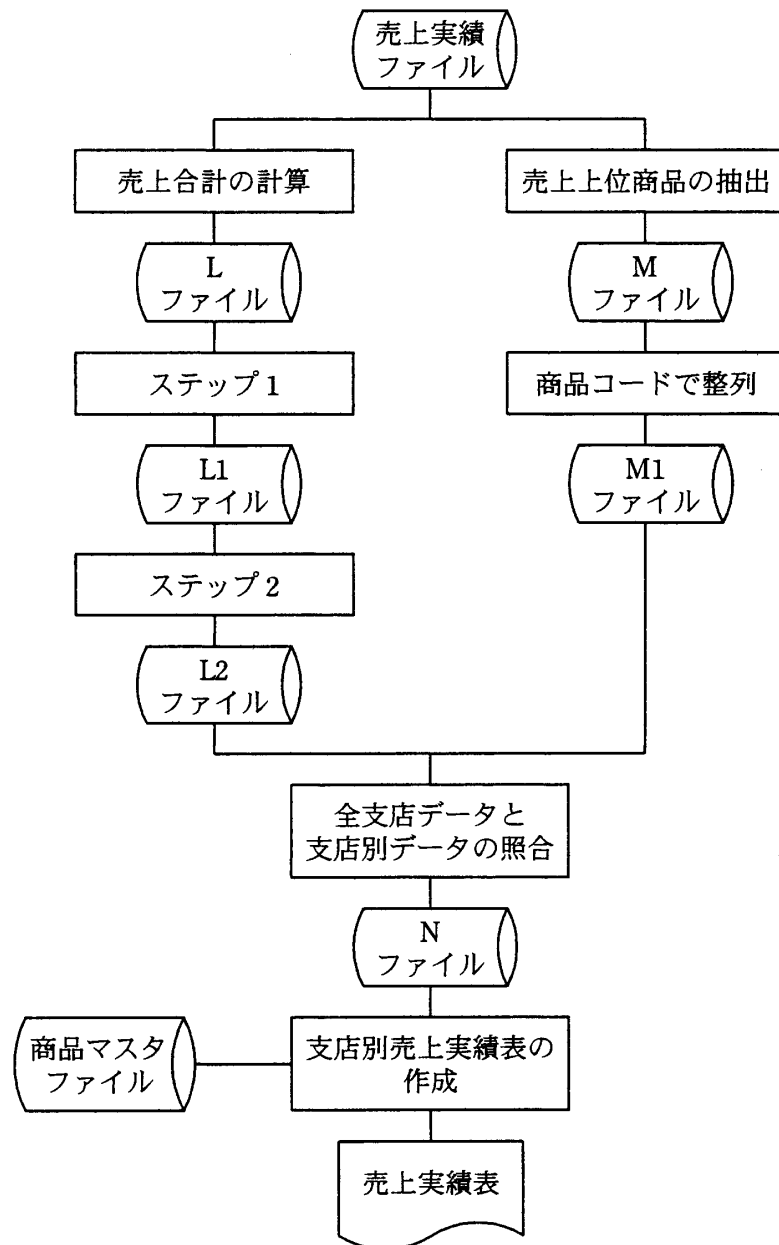 売上実績
ファイル
売上合計の計算
売上上位商品の抽出
L
ファイル
M
ファイル
ステップ1
商品コードで整列
L1
ファイル
M1
ファイル
ステップ2
L2
ファイル
全支店データと
支店別データの照合
N
ファイル
商品マスタ
ファイル
支店別売上実績表の
作成
売上実績表